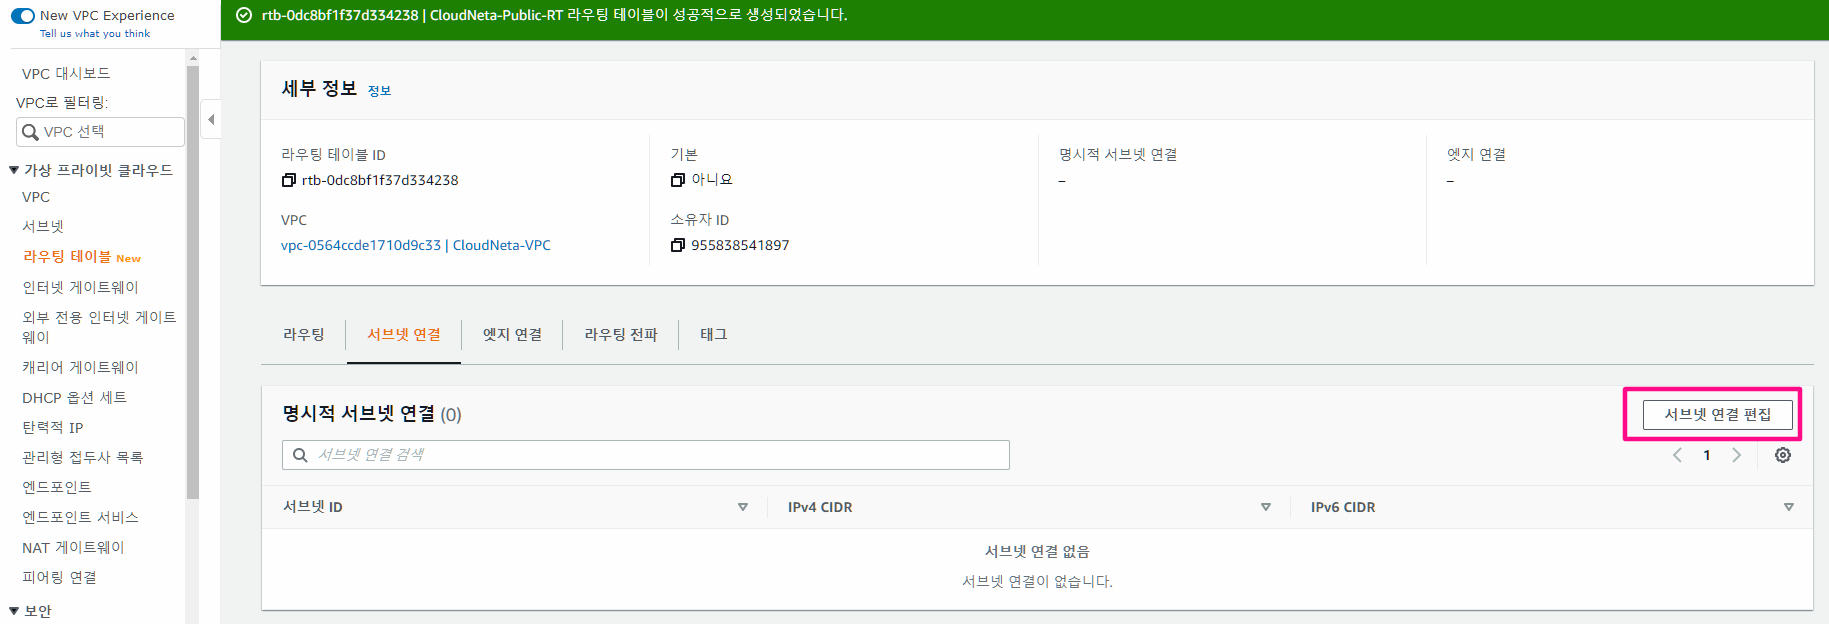 New VPC Experience
Tell us what you think
rtb-0dc8bf1f37d334238 | CloudNeta-Public-RT 라우팅 테이블이 성공적으로 생성되었습니다.
VPC 대시보드
VPC로 필터링:
VPC 선택
가상 프라이빗 클라우드
VPC
서브넷
라우팅 테이블 New
인터넷 게이트웨이
외부 전용 인터넷 게이트
웨이
캐리어 게이트웨이
DHCP 옵션 세트
탄력적 IP
관리형 접두사 목록
엔드포인트
엔드포인트 서비스
NAT 게이트웨이
피어링 연결
보안
세부 정보 정보
라우팅 테이블 ID
rtb-0dc8bf1f37d334238
기본
아니요
명시적 서브넷 연결
–
엣지 연결
–
VPC
vpc-0564ccde1710d9c33 | CloudNeta-VPC
소유자 ID
955838541897
라우팅
서브넷 연결
엣지 연결
라우팅 전파
태그
명시적 서브넷 연결 (0)
서브넷 연결 편집
서브넷 연결 검색
1
서브넷 ID
IPv4 CIDR
IPv6 CIDR
서브넷 연결 없음
서브넷 연결이 없습니다.